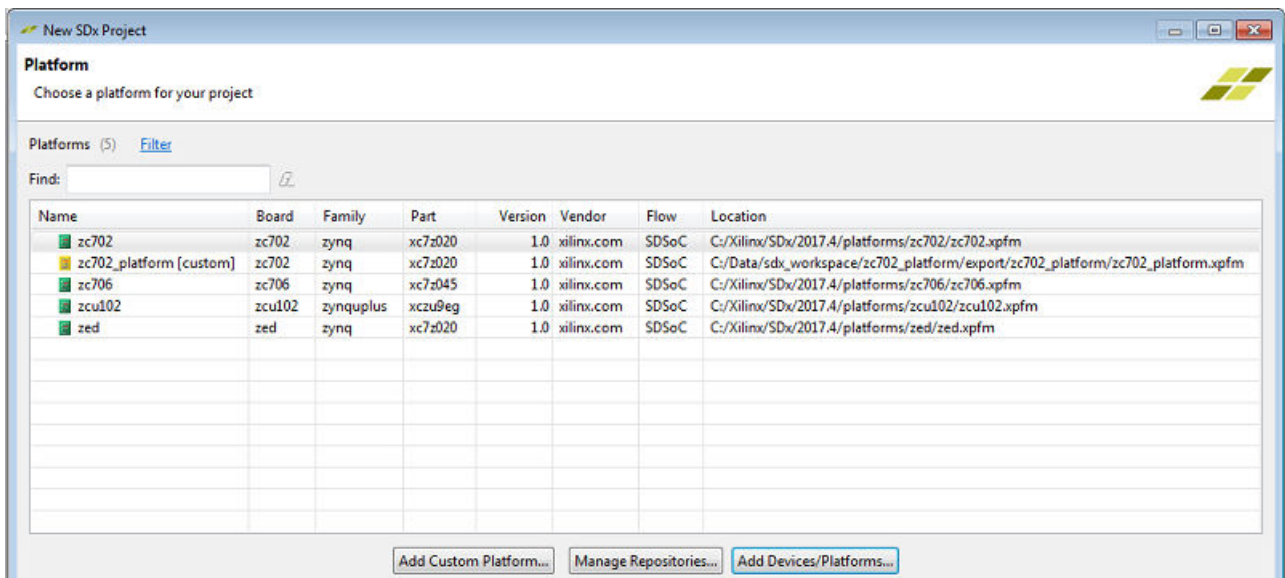 New SDx Project
Platform
Choose a platform for your project
Platforms (5) Filter
Find:
Name Board Family Part Version Vendor Flow Location
zc702 zc702 zynq xc7z020 1.0 xilinx.com SDSoC C:/Xilinx/SDx/2017.4/platforms/zc702/zc702.xpfm
zc702_platform [custom] zc702 zynq xc7z020 1.0 xilinx.com SDSoC C:/Data/sdx_workspace/zc702_platform/export/zc702_platform/zc702_platform.xpfm
zc706 zc706 zynq xc7z045 1.0 xilinx.com SDSoC C:/Xilinx/SDx/2017.4/platforms/zc706/zc706.xpfm
zcu102 zcu102 zynquplus xczu9eg 1.0 xilinx.com SDSoC C:/Xilinx/SDx/2017.4/platforms/zcu102/zcu102.xpfm
zed zed zynq xc7z020 1.0 xilinx.com SDSoC C:/Xilinx/SDx/2017.4/platforms/zed/zed.xpfm
Add Custom Platform... Manage Repositories... Add Devices/Platforms...